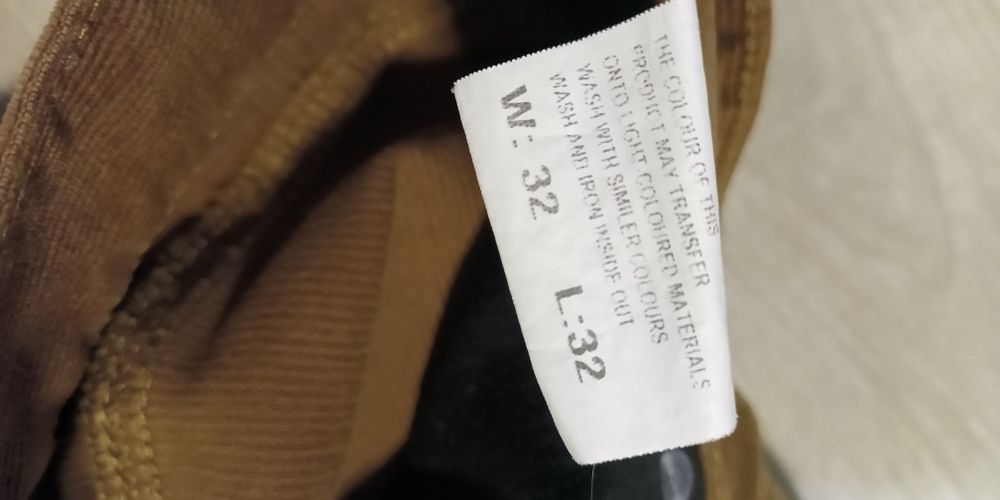 THE COLOUR OF THIS
PRODUCT MAY TRANSFER
ONTO LIGHT COLOURED MATERIALS
WASH WITH SIMILER COLOURS
WASH AND IRON INSIDE OUT
W: 32 L:32